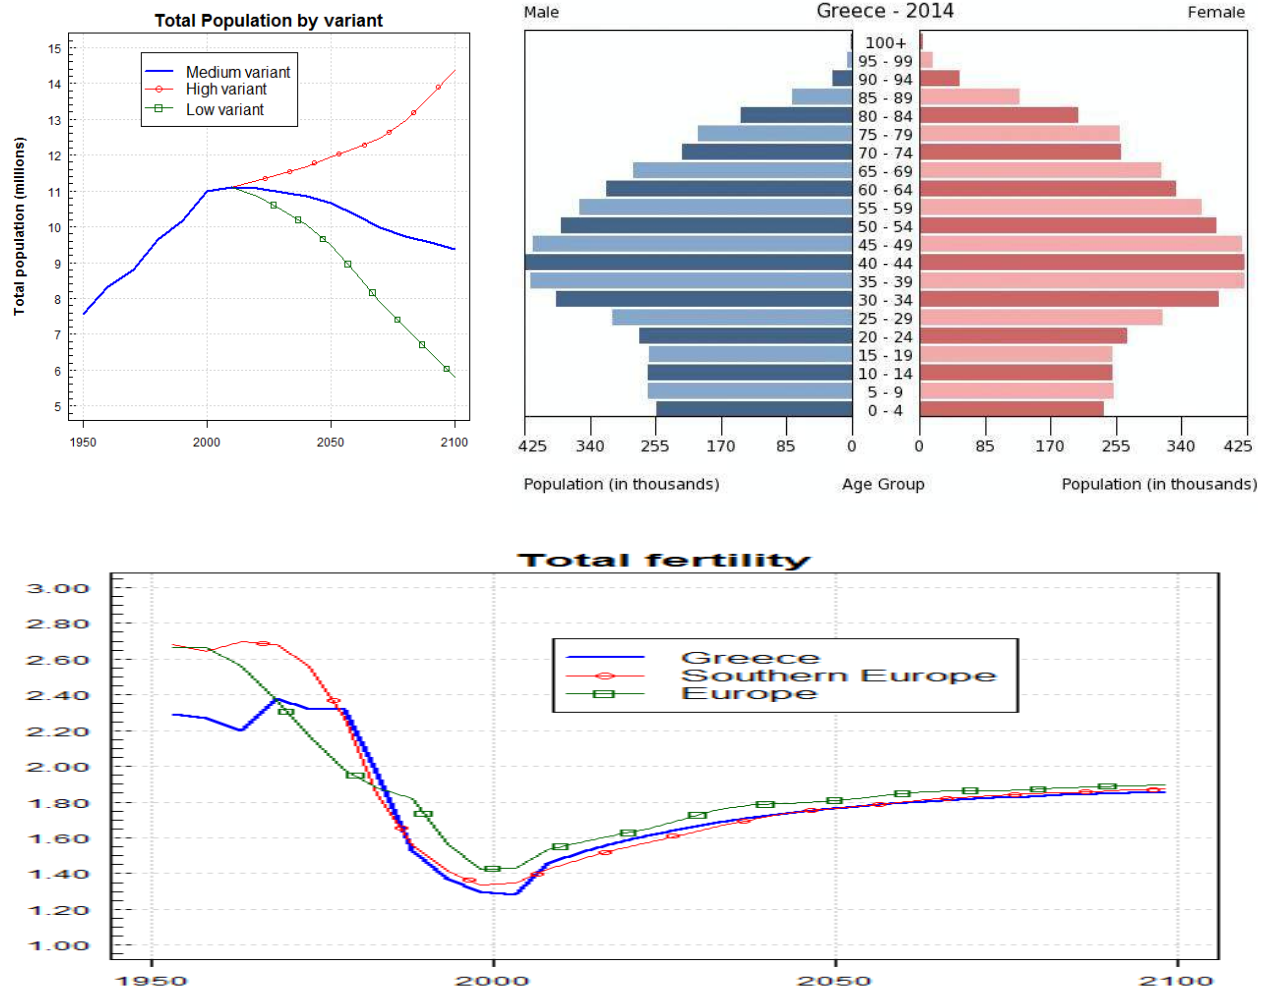 Total Population by variant
Total population (millions)
15
14
13
12
11
10
9
8
7
6
5
Medium variant
High variant
Low variant
1950 2000 2050 2100
Male Greece - 2014 Female
100+
95 - 99
90 - 94
85 - 89
80 - 84
75 - 79
70 - 74
65 - 69
60 - 64
55 - 59
50 - 54
45 - 49
40 - 44
35 - 39
30 - 34
25 - 29
20 - 24
15 - 19
10 - 14
5 - 9
0 - 4
425 340 255 170 85 0 0 85 170 255 340 425
Population (in thousands) Age Group Population (in thousands)
Total fertility
3.00
2.80
2.60
2.40
2.20
2.00
1.80
1.60
1.40
1.20
1.00
Greece
Southern Europe
Europe
1950 2000 2050 2100